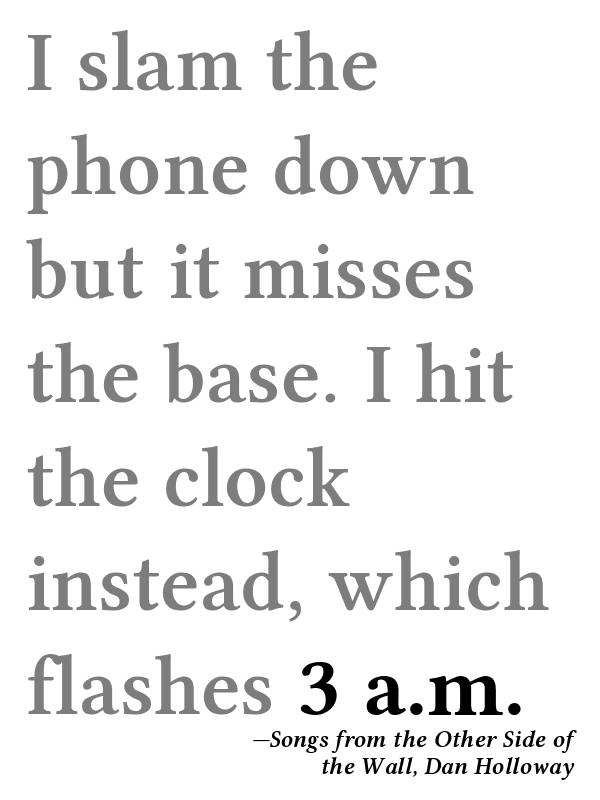 I slam the
phone down
but it misses
the base. I hit
the clock
instead, which
flashes 3 a.m.
—Songs from the Other Side of
the Wall, Dan Holloway